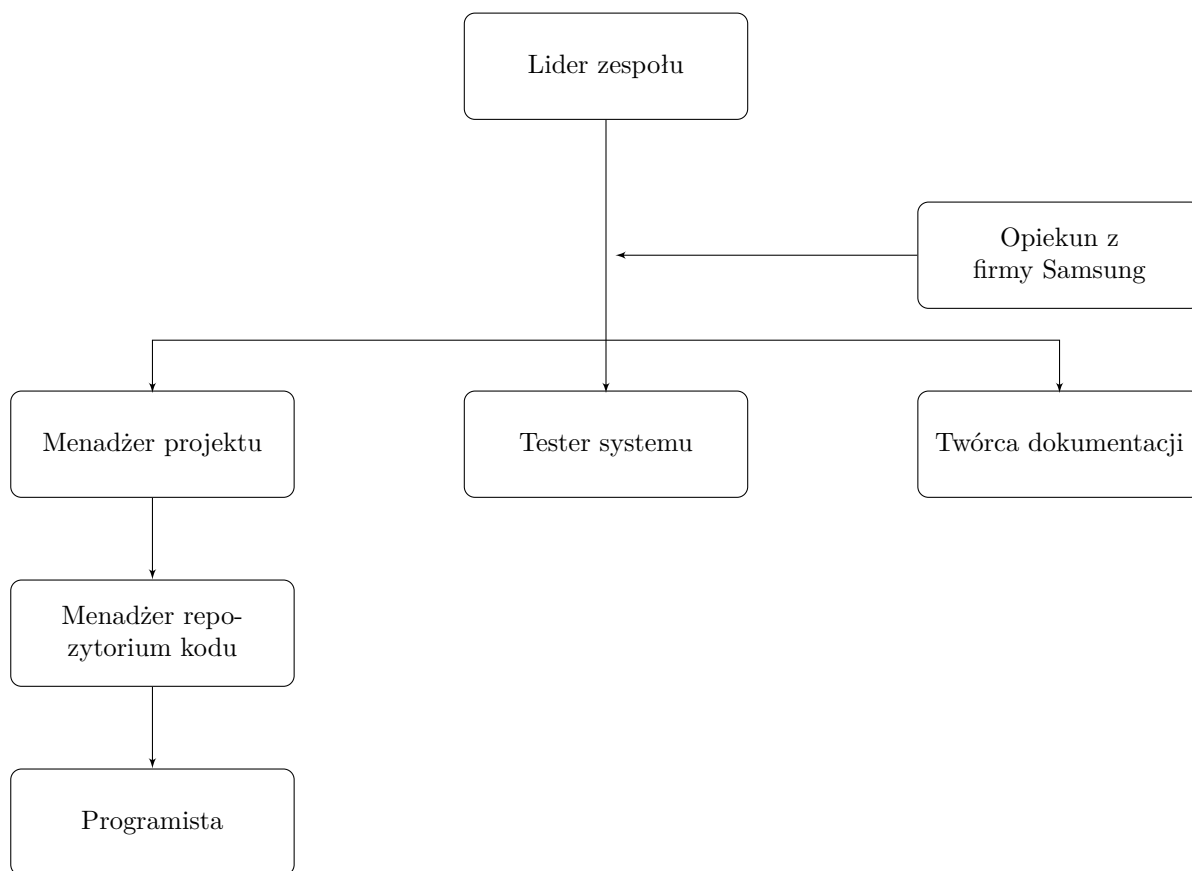 Lider zespołu
Opiekun z
firmy Samsung
Menadżer projektu
Tester systemu
Twórca dokumentacji
Menadżer repo-
zytorium kodu
Programista